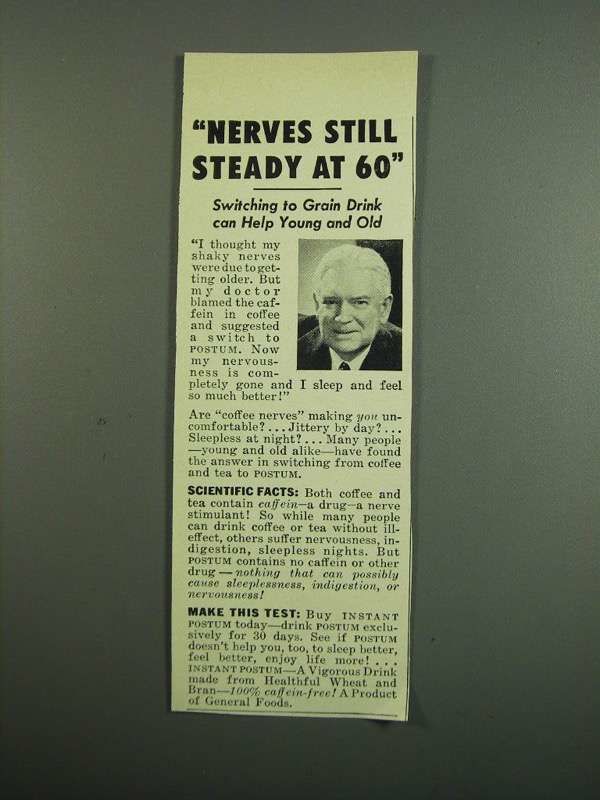 “NERVES STILL
STEADY AT 60”
Switching to Grain Drink
can Help Young and Old
“I thought my
shaky nerves
were due to get-
ting older. But
my doctor
blamed the caf-
fein in coffee
and suggested
a switch to
POSTUM. Now
my nervous-
ness is com-
pletely gone and I sleep and feel
so much better!”
Are “coffee nerves” making you un-
comfortable? . . . Jittery by day? . . .
Sleepless at night? . . . Many people
—young and old alike—have found
the answer in switching from coffee
and tea to POSTUM.
SCIENTIFIC FACTS: Both coffee and
tea contain caffein—a drug—a nerve
stimulant! So while many people
can drink coffee or tea without ill-
effect, others suffer nervousness, in-
digestion, sleepless nights. But
POSTUM contains no caffein or other
drug—nothing that can possibly
cause sleeplessness, indigestion, or
nervousness!
MAKE THIS TEST: Buy INSTANT
POSTUM today—drink POSTUM exclu-
sively for 30 days. See if POSTUM
doesn't help you, too, to sleep better,
feel better, enjoy life more! . . .
INSTANT POSTUM—A Vigorous Drink
made from Healthful Wheat and
Bran—100% caffein-free! A Product
of General Foods.